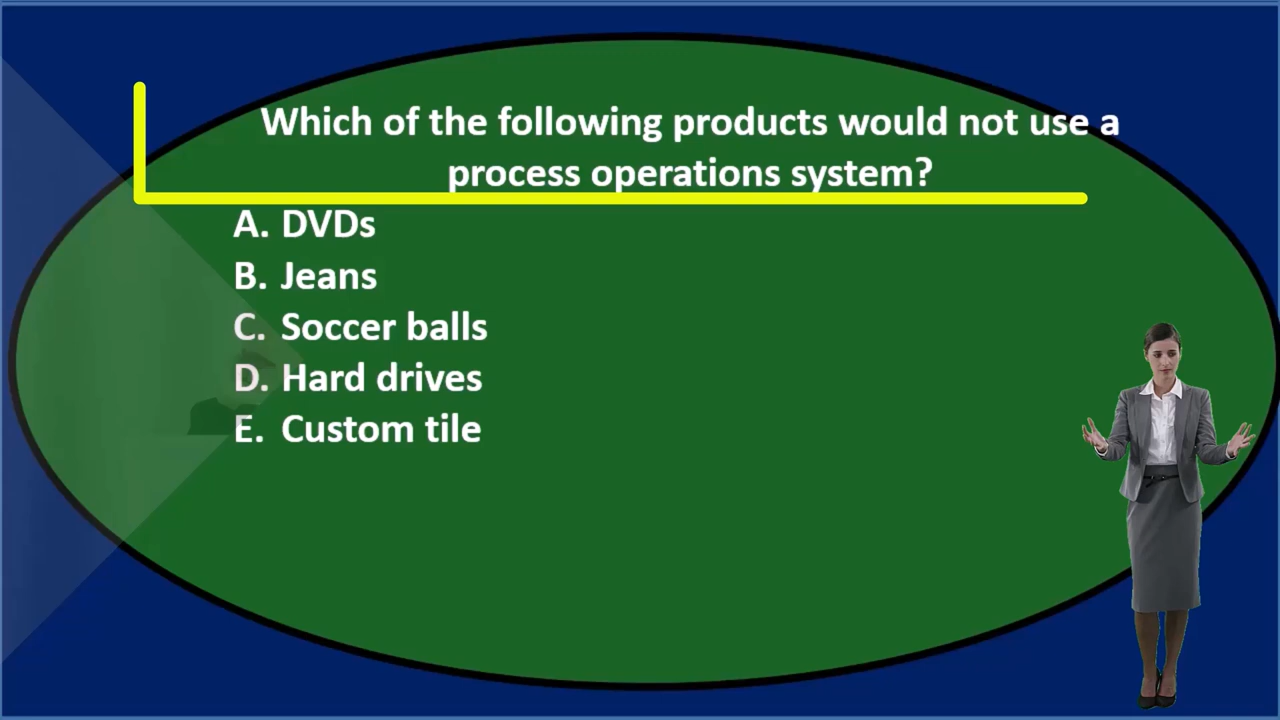 Which of the following products would not use a
process operations system?
A. DVDs
B. Jeans
C. Soccer balls
D. Hard drives
E. Custom tile